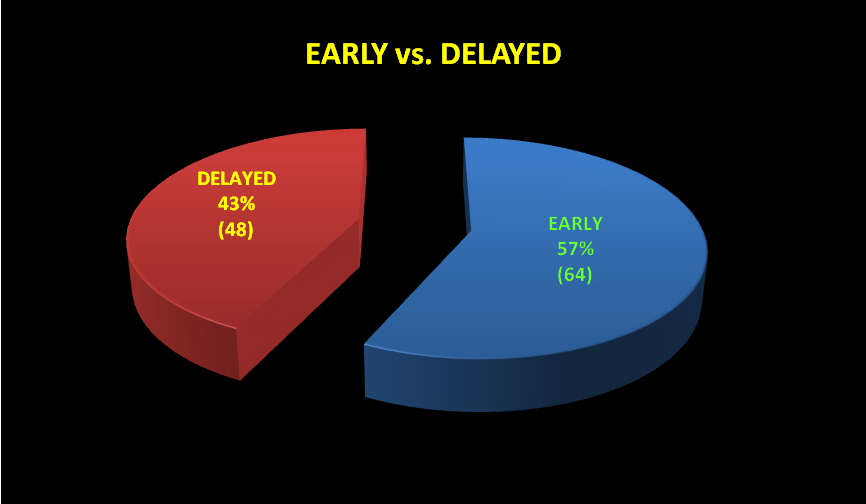 EARLY vs. DELAYED
DELAYED
43%
(48)
EARLY
57%
(64)